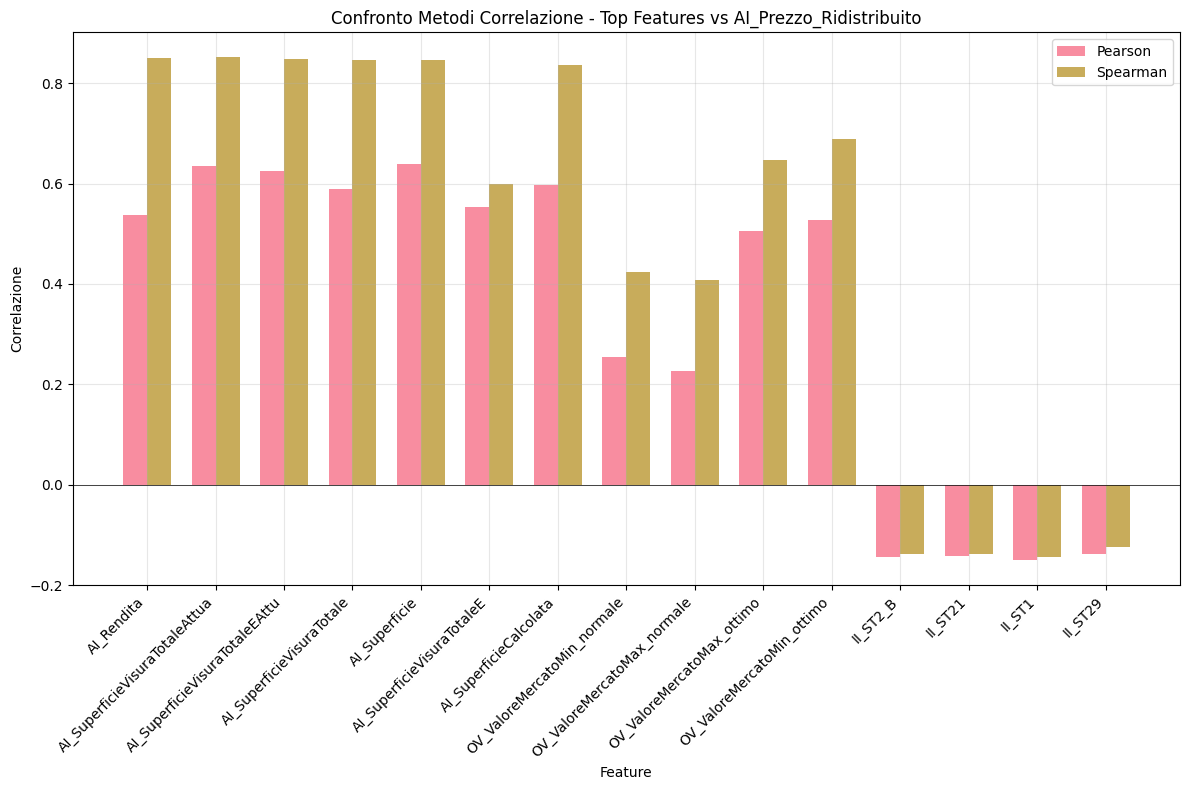 Confronto Metodi Correlazione - Top Features vs AI_Prezzo_Ridistribuito
Pearson
Spearman
Correlazione
0.8
0.6
0.4
0.2
0.0
−0.2
AI_Rendita
AI_SuperficieVisuraTotaleAttua
AI_SuperficieVisuraTotaleEAttu
AI_SuperficieVisuraTotale
AI_Superficie
AI_SuperficieVisuraTotaleE
AI_SuperficieCalcolata
OV_ValoreMercatoMin_normale
OV_ValoreMercatoMax_normale
OV_ValoreMercatoMax_ottimo
OV_ValoreMercatoMin_ottimo
II_ST2_B
II_ST21
II_ST1
II_ST29
Feature